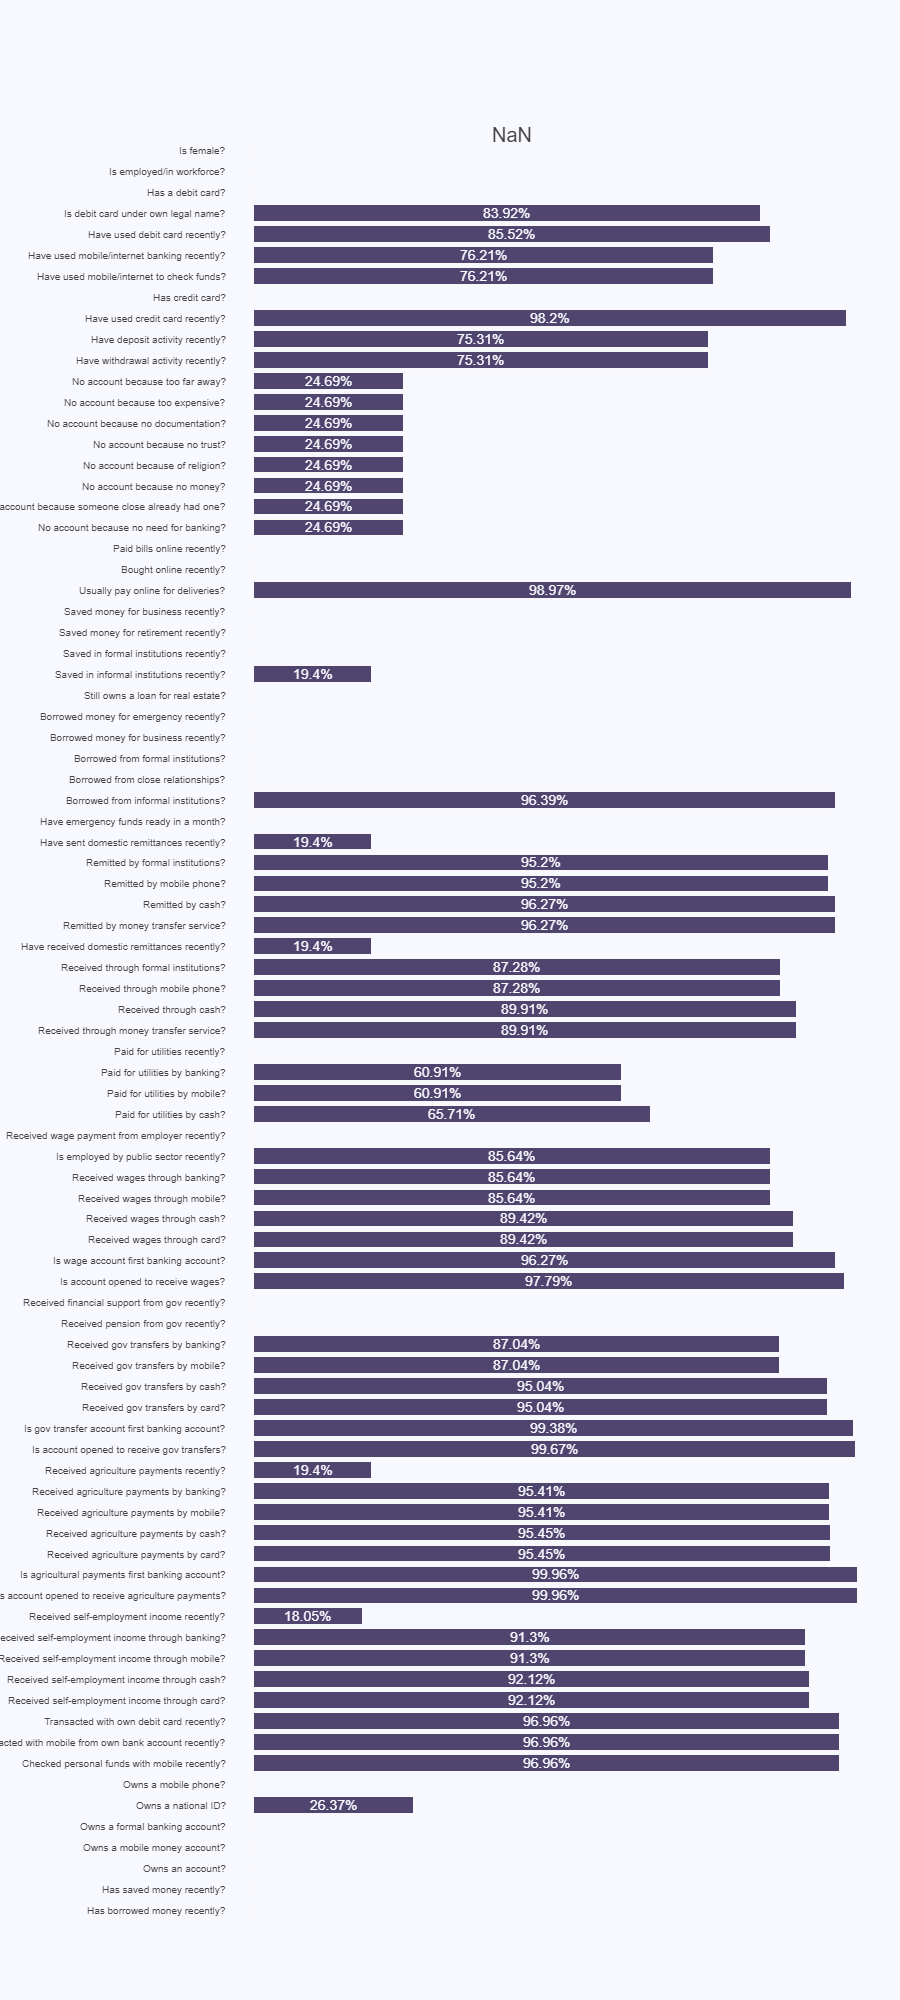 NaN
Is female?
Is employed/in workforce?
Has a debit card?
Is debit card under own legal name? 83.92%
Have used debit card recently? 85.52%
Have used mobile/internet banking recently? 76.21%
Have used mobile/internet to check funds? 76.21%
Has credit card?
Have used credit card recently? 98.2%
Have deposit activity recently? 75.31%
Have withdrawal activity recently? 75.31%
No account because too far away? 24.69%
No account because too expensive? 24.69%
No account because no documentation? 24.69%
No account because no trust? 24.69%
No account because of religion? 24.69%
No account because no money? 24.69%
account because someone close already had one? 24.69%
No account because no need for banking? 24.69%
Paid bills online recently?
Bought online recently?
Usually pay online for deliveries? 98.97%
Saved money for business recently?
Saved money for retirement recently?
Saved in formal institutions recently?
Saved in informal institutions recently? 19.4%
Still owns a loan for real estate?
Borrowed money for emergency recently?
Borrowed money for business recently?
Borrowed from formal institutions?
Borrowed from close relationships?
Borrowed from informal institutions? 96.39%
Have emergency funds ready in a month?
Have sent domestic remittances recently? 19.4%
Remitted by formal institutions? 95.2%
Remitted by mobile phone? 95.2%
Remitted by cash? 96.27%
Remitted by money transfer service? 96.27%
Have received domestic remittances recently? 19.4%
Received through formal institutions? 87.28%
Received through mobile phone? 87.28%
Received through cash? 89.91%
Received through money transfer service? 89.91%
Paid for utilities recently?
Paid for utilities by banking? 60.91%
Paid for utilities by mobile? 60.91%
Paid for utilities by cash? 65.71%
Received wage payment from employer recently?
Is employed by public sector recently? 85.64%
Received wages through banking? 85.64%
Received wages through mobile? 85.64%
Received wages through cash? 89.42%
Received wages through card? 89.42%
Is wage account first banking account? 96.27%
Is account opened to receive wages? 97.79%
Received financial support from gov recently?
Received pension from gov recently?
Received gov transfers by banking? 87.04%
Received gov transfers by mobile? 87.04%
Received gov transfers by cash? 95.04%
Received gov transfers by card? 95.04%
Is gov transfer account first banking account? 99.38%
Is account opened to receive gov transfers? 99.67%
Received agriculture payments recently? 19.4%
Received agriculture payments by banking? 95.41%
Received agriculture payments by mobile? 95.41%
Received agriculture payments by cash? 95.45%
Received agriculture payments by card? 95.45%
Is agricultural payments first banking account? 99.96%
s account opened to receive agriculture payments? 99.96%
Received self-employment income recently? 18.05%
eceived self-employment income through banking? 91.3%
Received self-employment income through mobile? 91.3%
Received self-employment income through cash? 92.12%
Received self-employment income through card? 92.12%
Transacted with own debit card recently? 96.96%
acted with mobile from own bank account recently? 96.96%
Checked personal funds with mobile recently? 96.96%
Owns a mobile phone?
Owns a national ID? 26.37%
Owns a formal banking account?
Owns a mobile money account?
Owns an account?
Has saved money recently?
Has borrowed money recently?